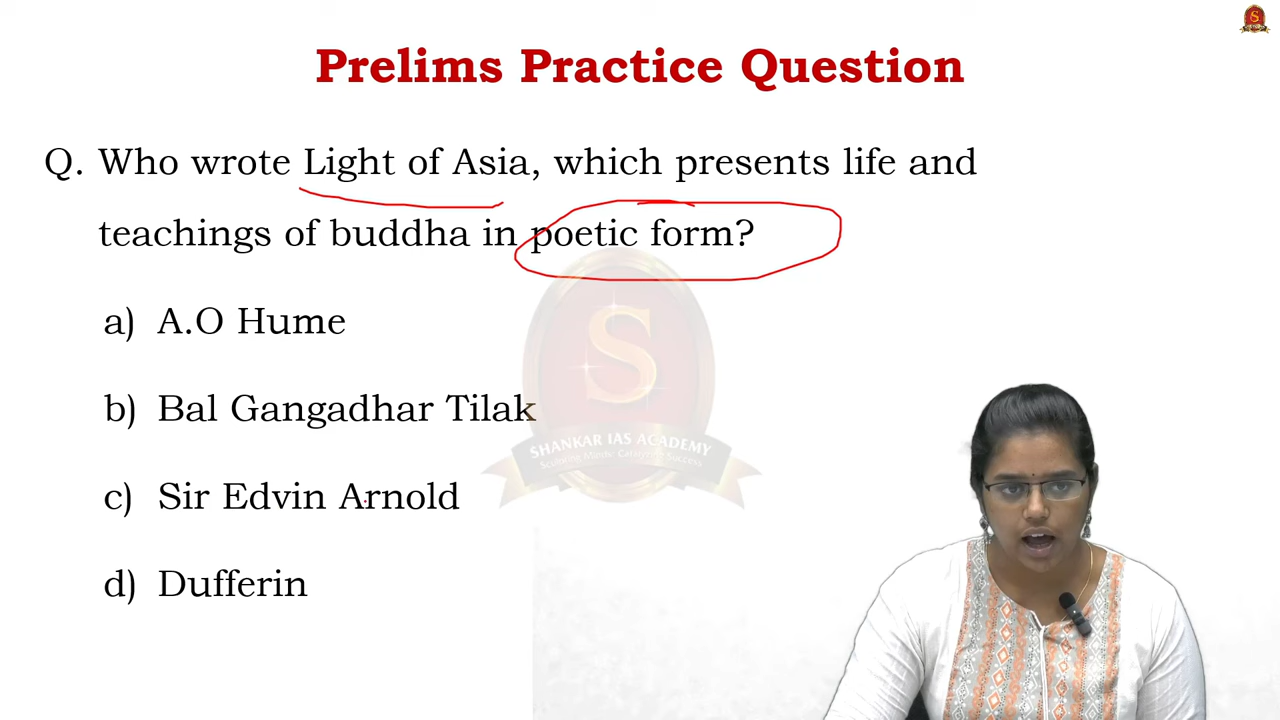 Prelims Practice Question
Q. Who wrote Light of Asia, which presents life and
teachings of buddha in poetic form?
a) A.O Hume
b) Bal Gangadhar Tilak
c) Sir Edvin Arnold
d) Dufferin
S
SHANKAR IAS ACADEMY
S